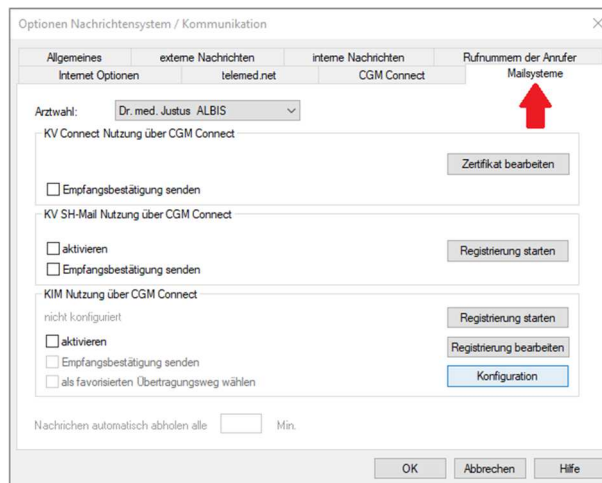 Optionen Nachrichtensystem / Kommunikation
Allgemeines externe Nachrichten interne Nachrichten Rufnummern der Anrufer
Internet Optionen telemed.net CGM Connect Mailsysteme
Arztwahl: Dr. med. Justus ALBIS
KV Connect Nutzung über CGM Connect
Zertifikat bearbeiten
Empfangsbestätigung senden
KV SH-Mail Nutzung über CGM Connect
aktivieren
Registrierung starten
Empfangsbestätigung senden
KIM Nutzung über CGM Connect
nicht konfiguriert
Registrierung starten
aktivieren
Registrierung bearbeiten
Empfangsbestätigung senden
als favorisierten Übertragungsweg wählen
Konfiguration
Nachrichen automatisch abholen alle Min.
OK Abbrechen Hilfe